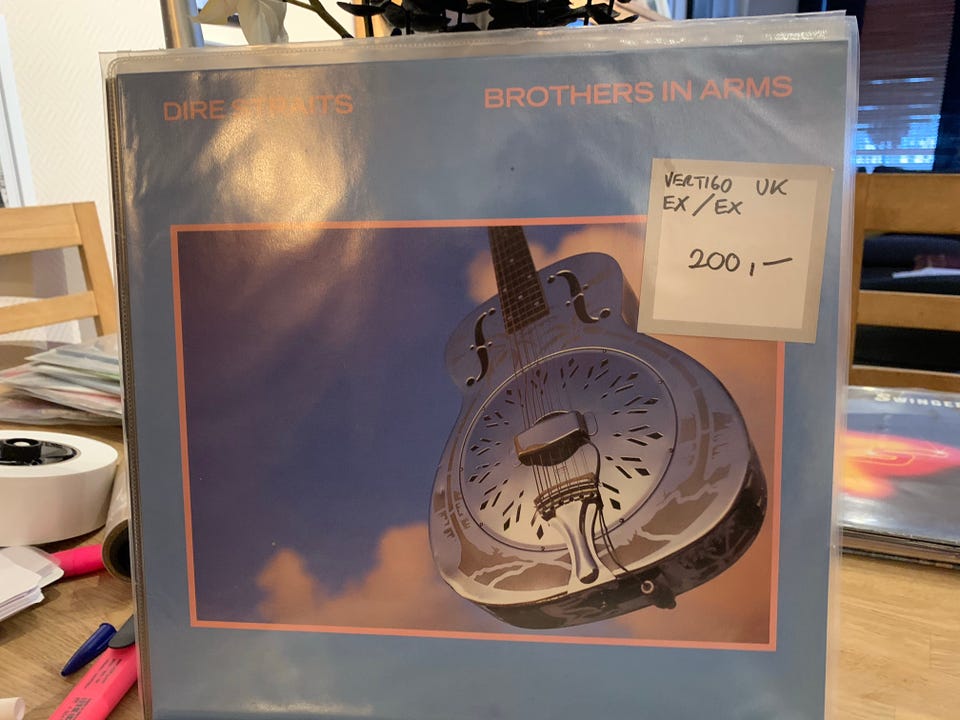 DIRE STRAITS
BROTHERS IN ARMS
VERTIGO UK
EX/EX
200,-